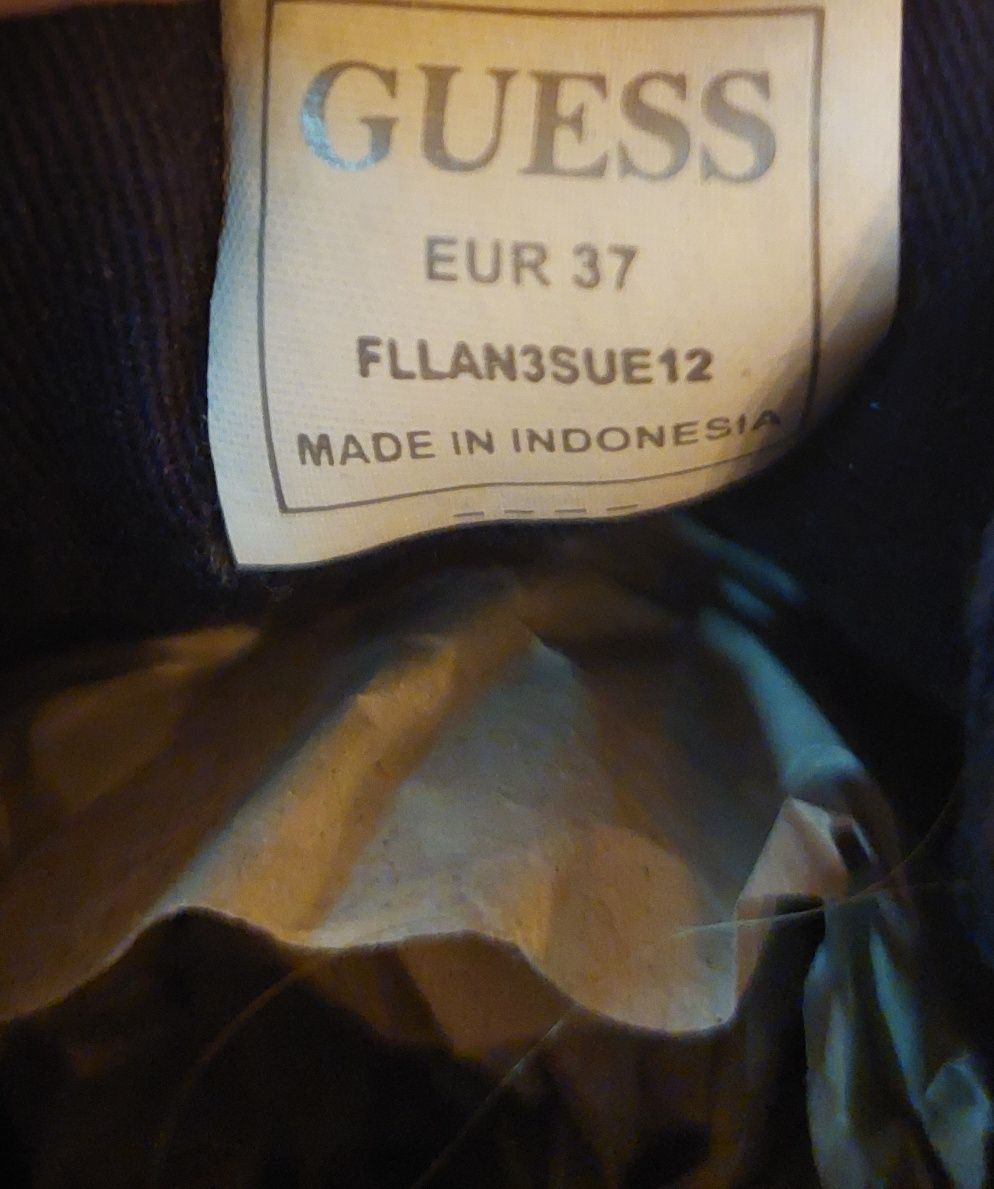 GUESS
EUR 37
FLLAN3SUE12
MADE IN INDONESIA